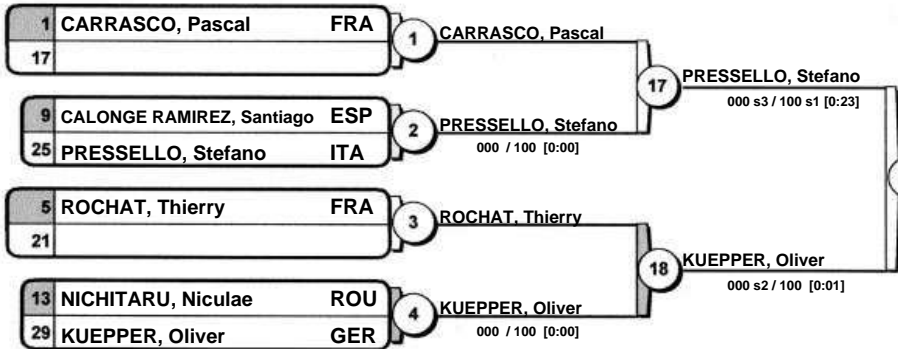 1 CARRASCO, Pascal FRA
17
1
CARRASCO, Pascal
9 CALONGE RAMIREZ, Santiago ESP
25 PRESSELLO, Stefano ITA
2
PRESSELLO, Stefano
000 / 100 [0:00]
17
PRESSELLO, Stefano
000 s3 / 100 s1 [0:23]
5 ROCHAT, Thierry FRA
21
3
ROCHAT, Thierry
13 NICHITARU, Niculae ROU
29 KUEPPER, Oliver GER
4
KUEPPER, Oliver
000 / 100 [0:00]
18
KUEPPER, Oliver
000 s2 / 100 [0:01]